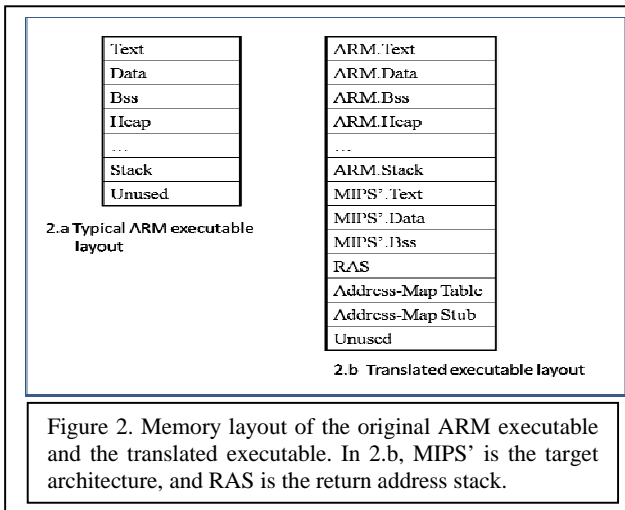 Text
Data
Bss
Heap
...
Stack
Unused
2.a Typical ARM executable
layout
ARM.Text
ARM.Data
ARM.Bss
ARM.Heap
...
ARM.Stack
MIPS'.Text
MIPS'.Data
MIPS'.Bss
RAS
Address-Map Table
Address-Map Stub
Unused
2.b Translated executable layout
Figure 2. Memory layout of the original ARM executable
and the translated executable. In 2.b, MIPS’ is the target
architecture, and RAS is the return address stack.